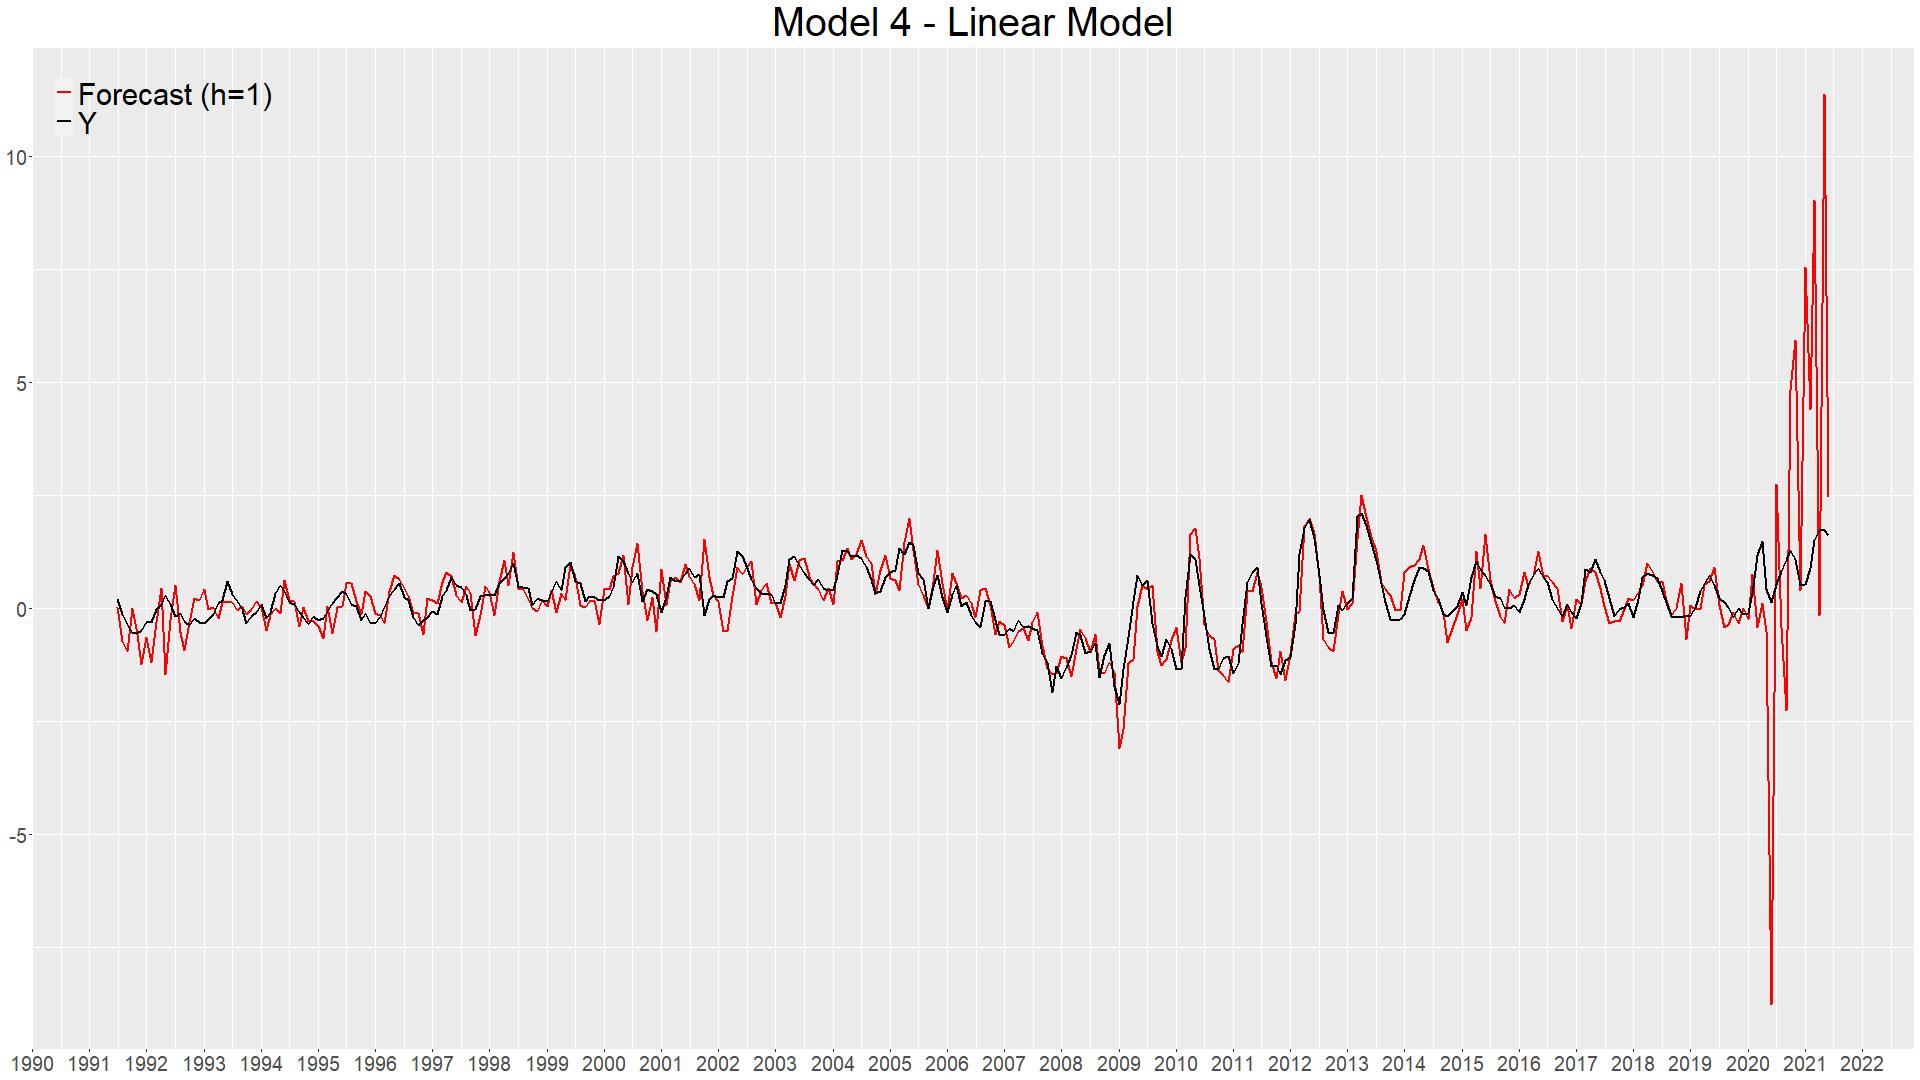 Model 4 - Linear Model
Forecast (h=1)
Y
10
5
0
-5
1990 1991 1992 1993 1994 1995 1996 1997 1998 1999 2000 2001 2002 2003 2004 2005 2006 2007 2008 2009 2010 2011 2012 2013 2014 2015 2016 2017 2018 2019 2020 2021 2022